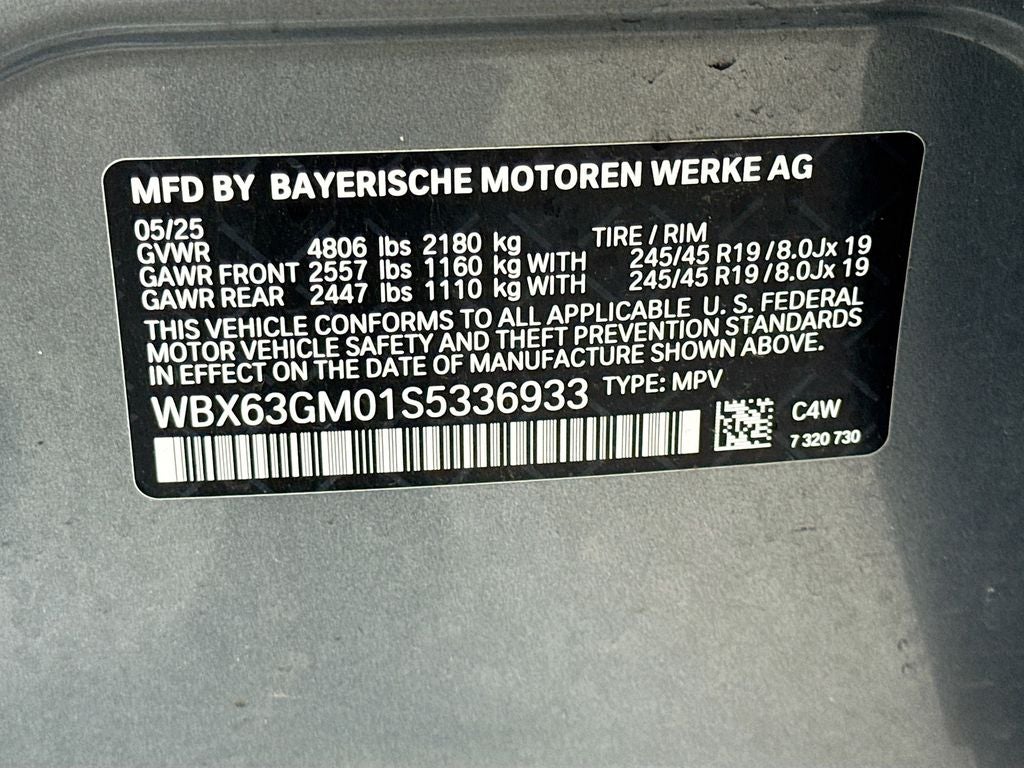 MFD BY BAYERISCHE MOTOREN WERKE AG
05/25
GVWR 4806 lbs 2180 kg TIRE / RIM
GAWR FRONT 2557 lbs 1160 kg WITH 245/45 R19 / 8.0Jx 19
GAWR REAR 2447 lbs 1110 kg WITH 245/45 R19 / 8.0Jx 19
THIS VEHICLE CONFORMS TO ALL APPLICABLE U. S. FEDERAL
MOTOR VEHICLE SAFETY AND THEFT PREVENTION STANDARDS
IN EFFECT ON THE DATE OF MANUFACTURE SHOWN ABOVE.
WBX63GM01S5336933 TYPE: MPV
C4W
7 320 730